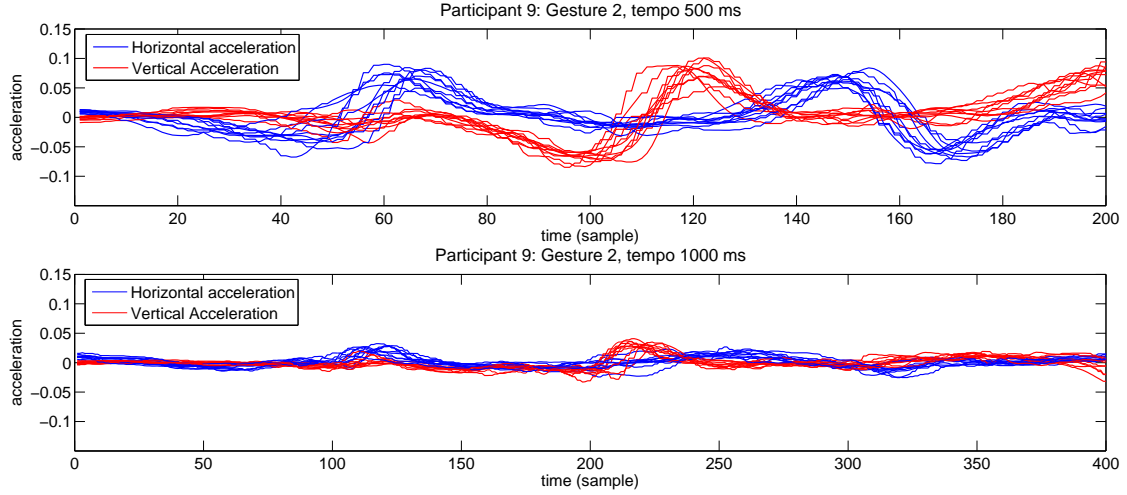 Participant 9: Gesture 2, tempo 500 ms
0.15
0.1
0.05
0
−0.05
−0.1
acceleration
Horizontal acceleration
Vertical Acceleration
0 20 40 60 80 100 120 140 160 180 200
time (sample)
Participant 9: Gesture 2, tempo 1000 ms
0.15
0.1
0.05
0
−0.05
−0.1
acceleration
Horizontal acceleration
Vertical Acceleration
0 50 100 150 200 250 300 350 400
time (sample)